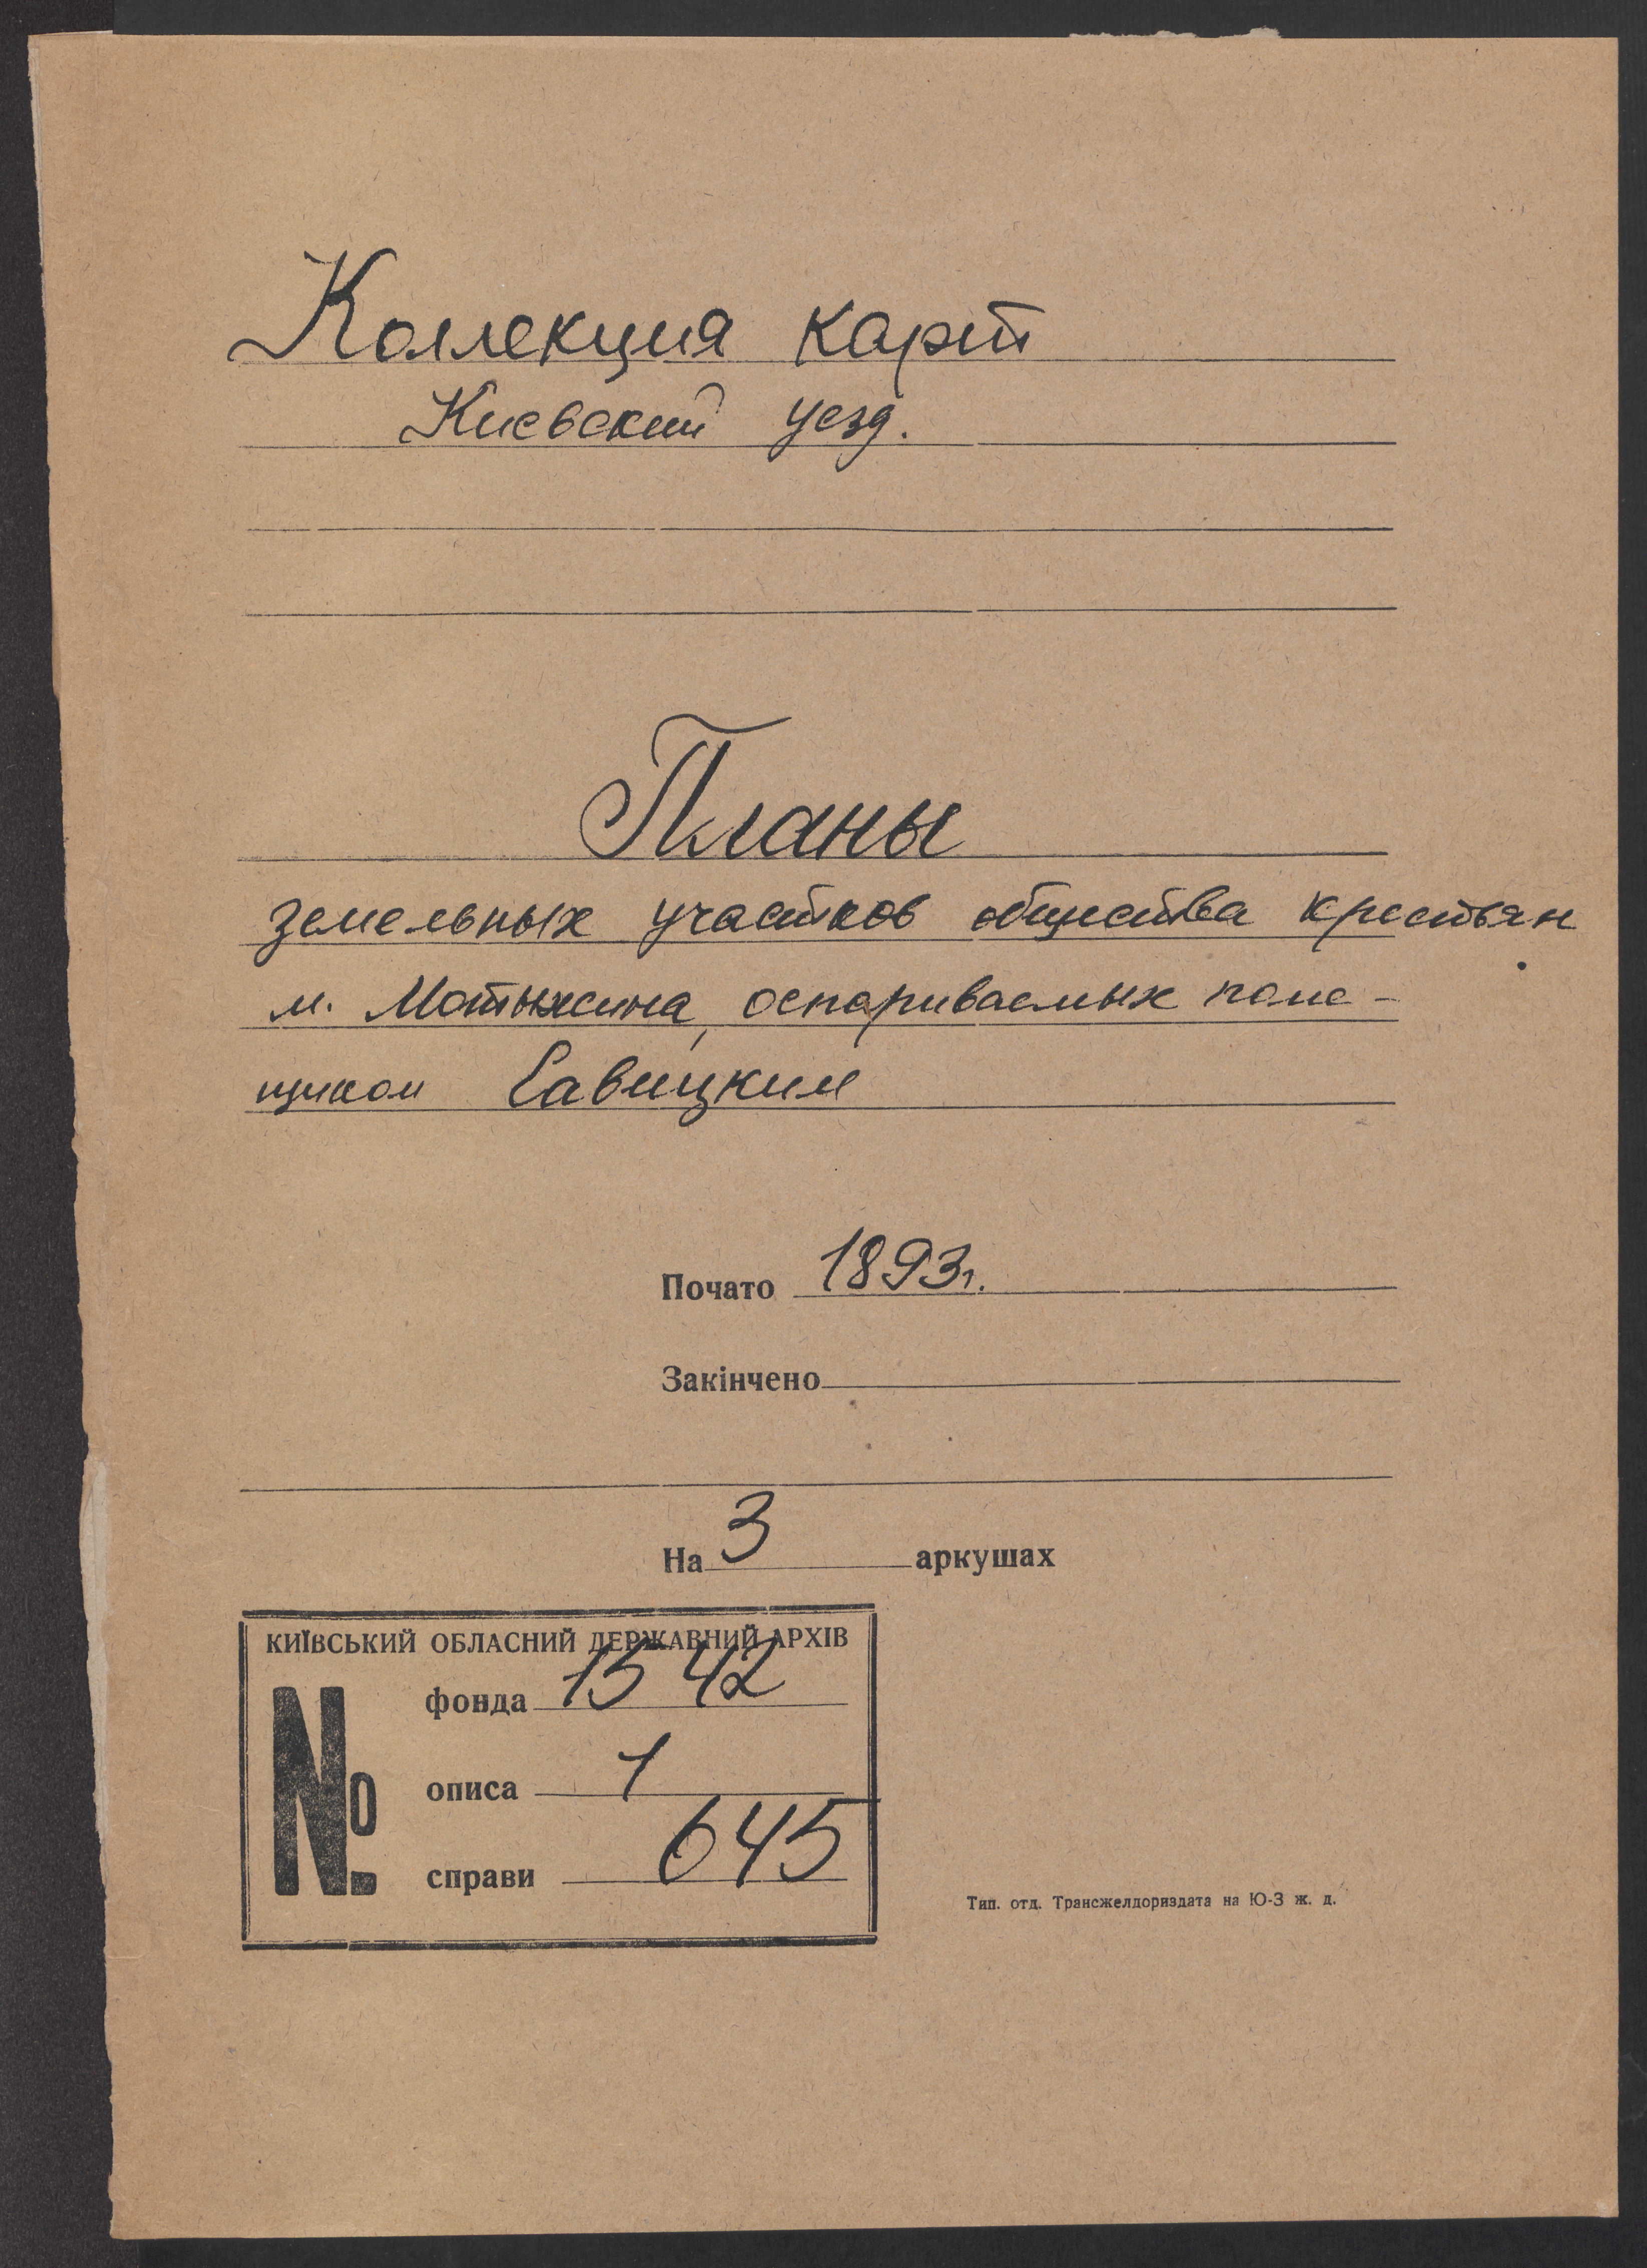 Коллекция карт
Киевский уезд.
Планы
земельных участков общества крестьян
м. Мотыжина, оспариваемых поме-
щиком Савицким
Почато 1893г.
Закінчено
На 3 аркушах
КИЇВСЬКИЙ ОБЛАСНИЙ ДЕРЖАВНИЙ АРХІВ
№
фонда 1542
описа 1
справи 645
Тип. отд. Трансжелдориздата на Ю-З ж. д.